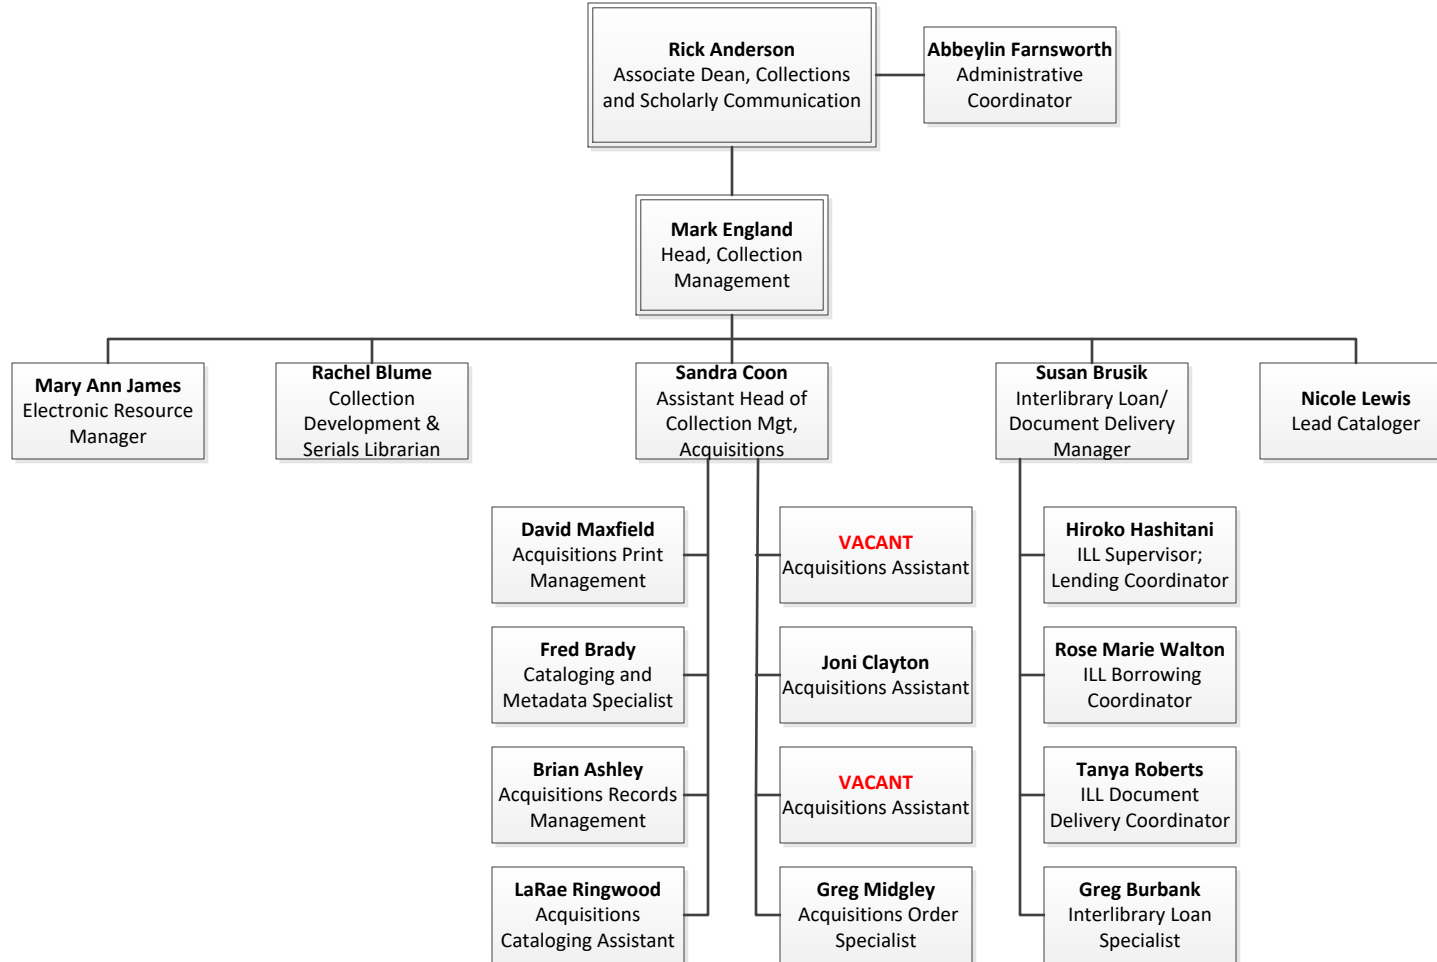 Rick Anderson
Associate Dean, Collections
and Scholarly Communication
Abbeylin Farnsworth
Administrative
Coordinator
Mark England
Head, Collection
Management
Mary Ann James
Electronic Resource
Manager
Rachel Blume
Collection
Development &
Serials Librarian
Sandra Coon
Assistant Head of
Collection Mgt,
Acquisitions
Susan Brusik
Interlibrary Loan/
Document Delivery
Manager
Nicole Lewis
Lead Cataloger
David Maxfield
Acquisitions Print
Management
VACANT
Acquisitions Assistant
Hiroko Hashitani
ILL Supervisor;
Lending Coordinator
Fred Brady
Cataloging and
Metadata Specialist
Joni Clayton
Acquisitions Assistant
Rose Marie Walton
ILL Borrowing
Coordinator
Brian Ashley
Acquisitions Records
Management
VACANT
Acquisitions Assistant
Tanya Roberts
ILL Document
Delivery Coordinator
LaRae Ringwood
Acquisitions
Cataloging Assistant
Greg Midgley
Acquisitions Order
Specialist
Greg Burbank
Interlibrary Loan
Specialist